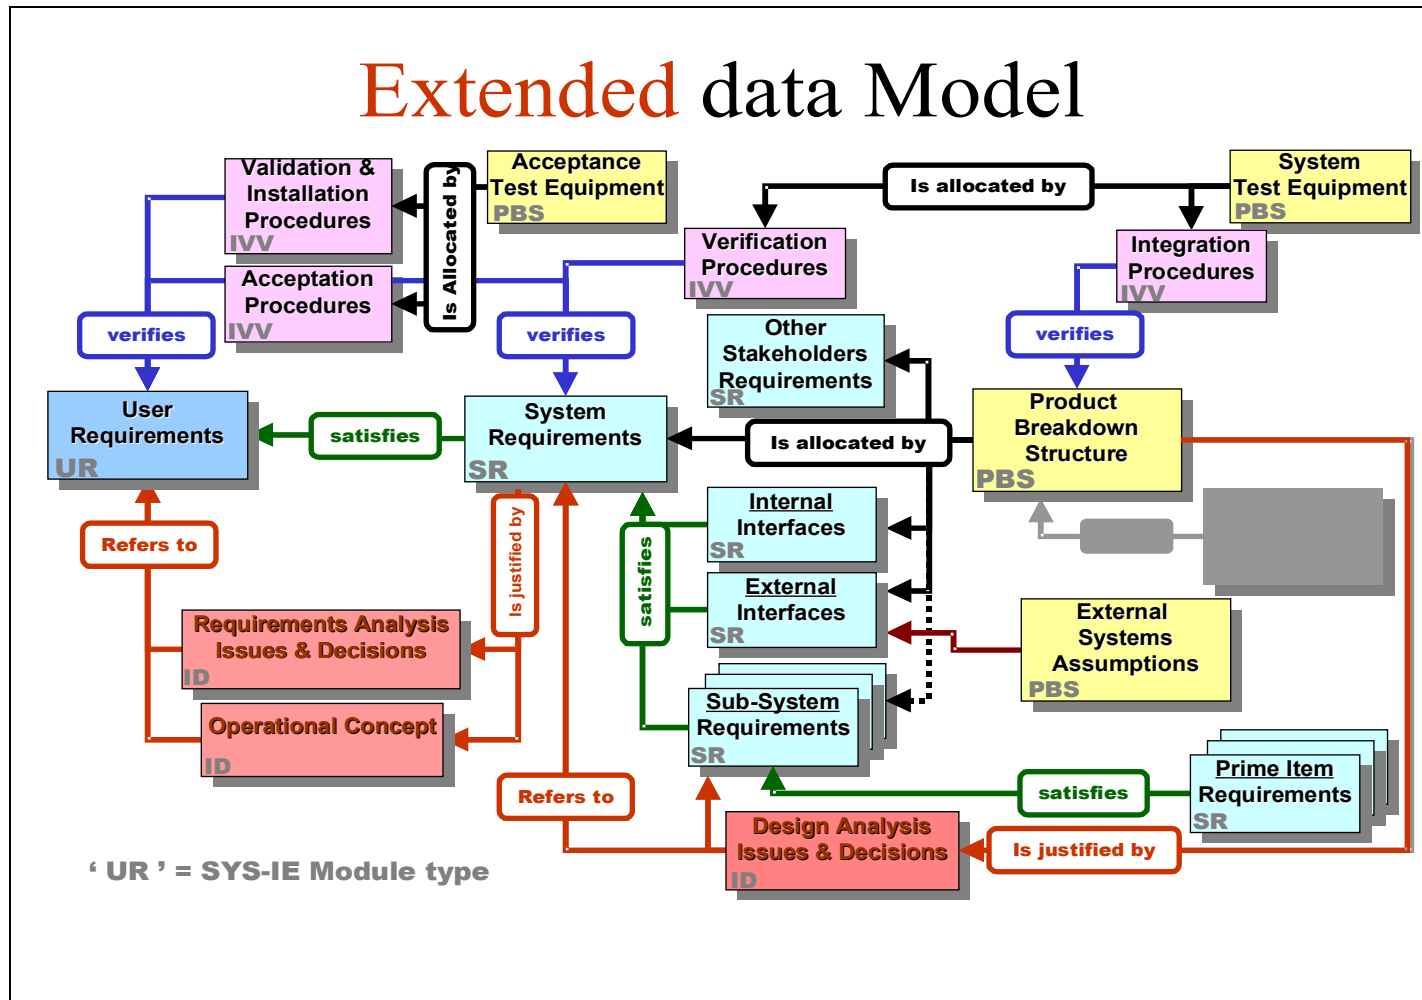 Extended data Model
Validation &
Installation
Procedures
IVV
Is Allocated by
Acceptance
Test Equipment
PBS
Is allocated by
System
Test Equipment
PBS
Acceptation
Procedures
IVV
Verification
Procedures
IVV
Integration
Procedures
IVV
verifies
verifies
verifies
Other
Stakeholders
Requirements
SR
User
Requirements
UR
satisfies
System
Requirements
SR
Is allocated by
Product
Breakdown
Structure
PBS
Refers to
Is justified by
satisfies
Internal
Interfaces
SR
External
Interfaces
SR
External
Systems
Assumptions
PBS
Requirements Analysis
Issues & Decisions
ID
Operational Concept
ID
Sub-System
Requirements
SR
Refers to
satisfies
Prime Item
Requirements
SR
Design Analysis
Issues & Decisions
ID
Is justified by
‘ UR ’ = SYS-IE Module type